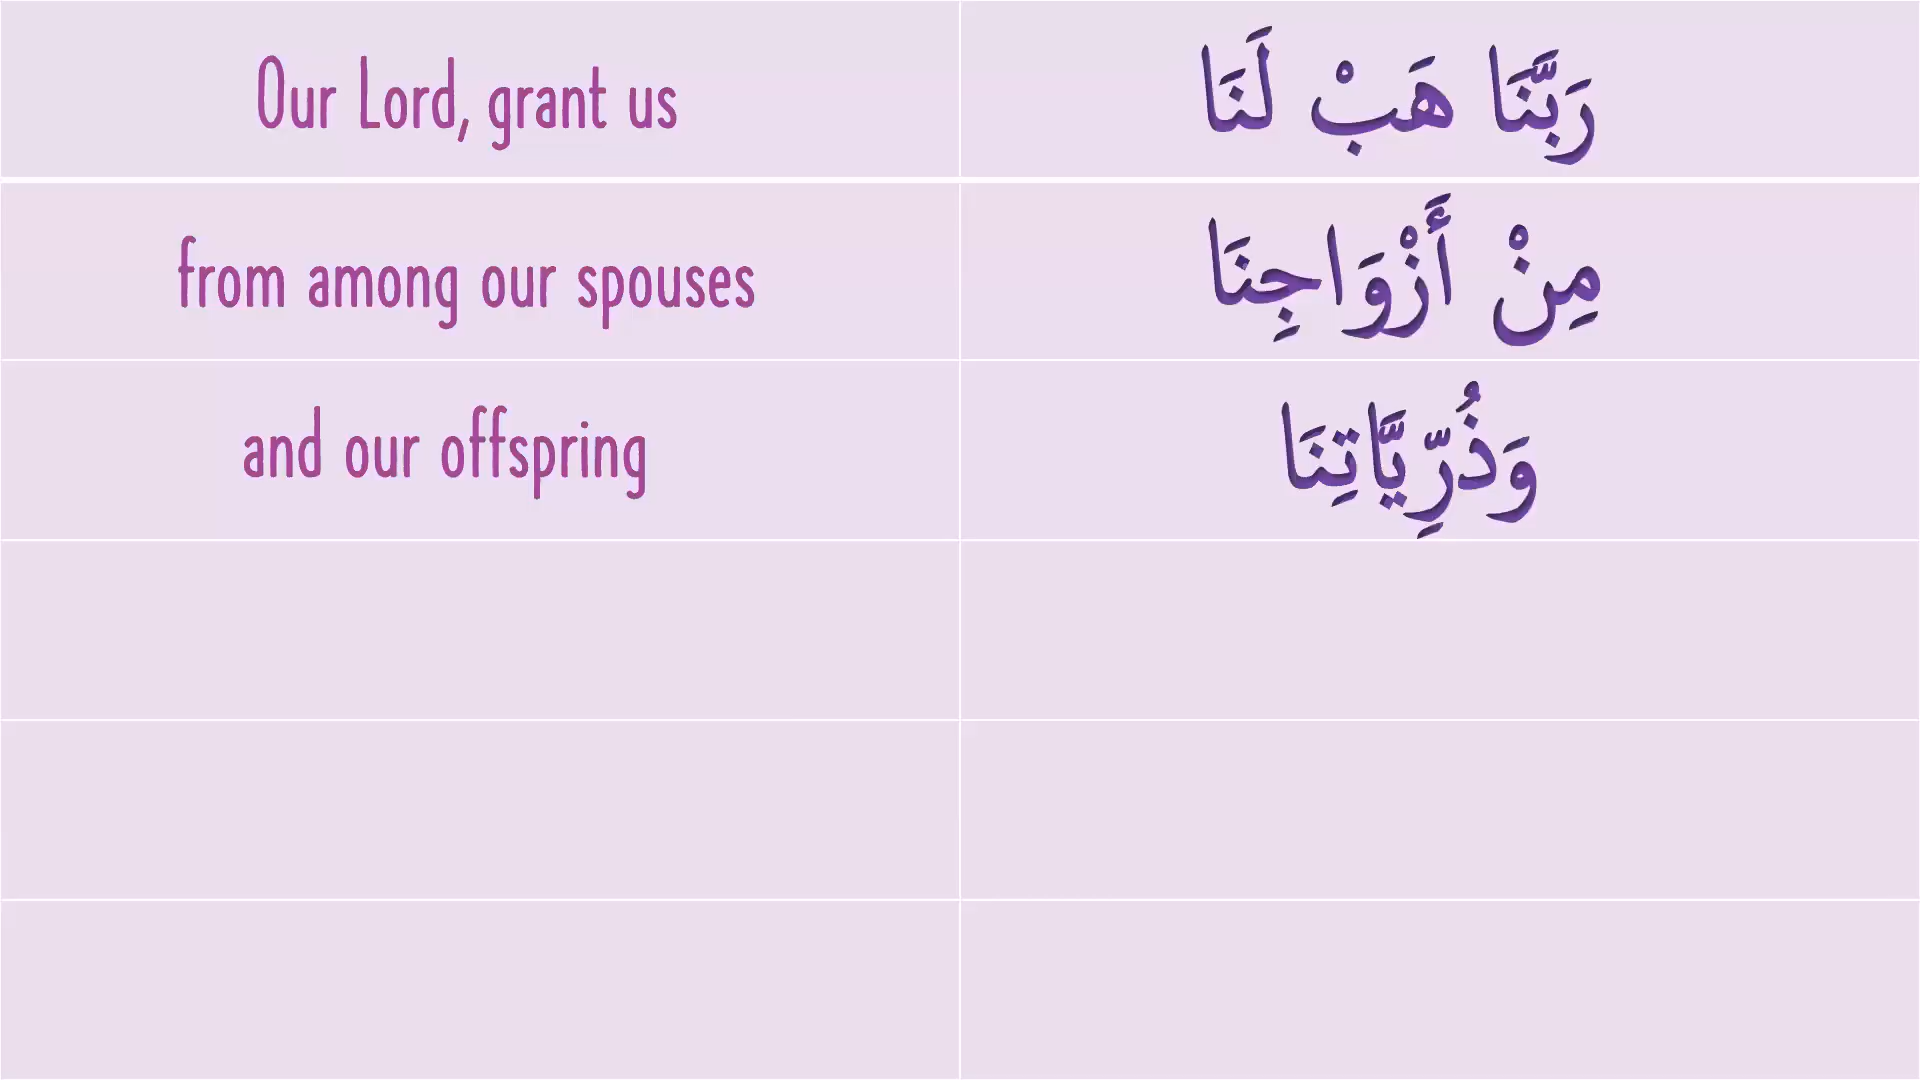 Our Lord, grant us
رَبَّنَا هَبْ لَنَا
from among our spouses
مِنْ أَزْوَاجِنَا
and our offspring
وَذُرِّيَّاتِنَا